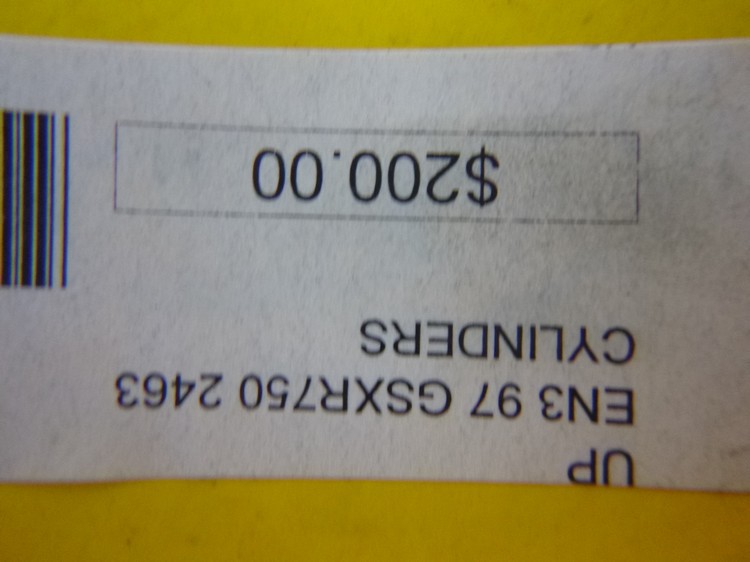 UP
EN3 97 GSXR750 2463
CYLINDERS
$200.00